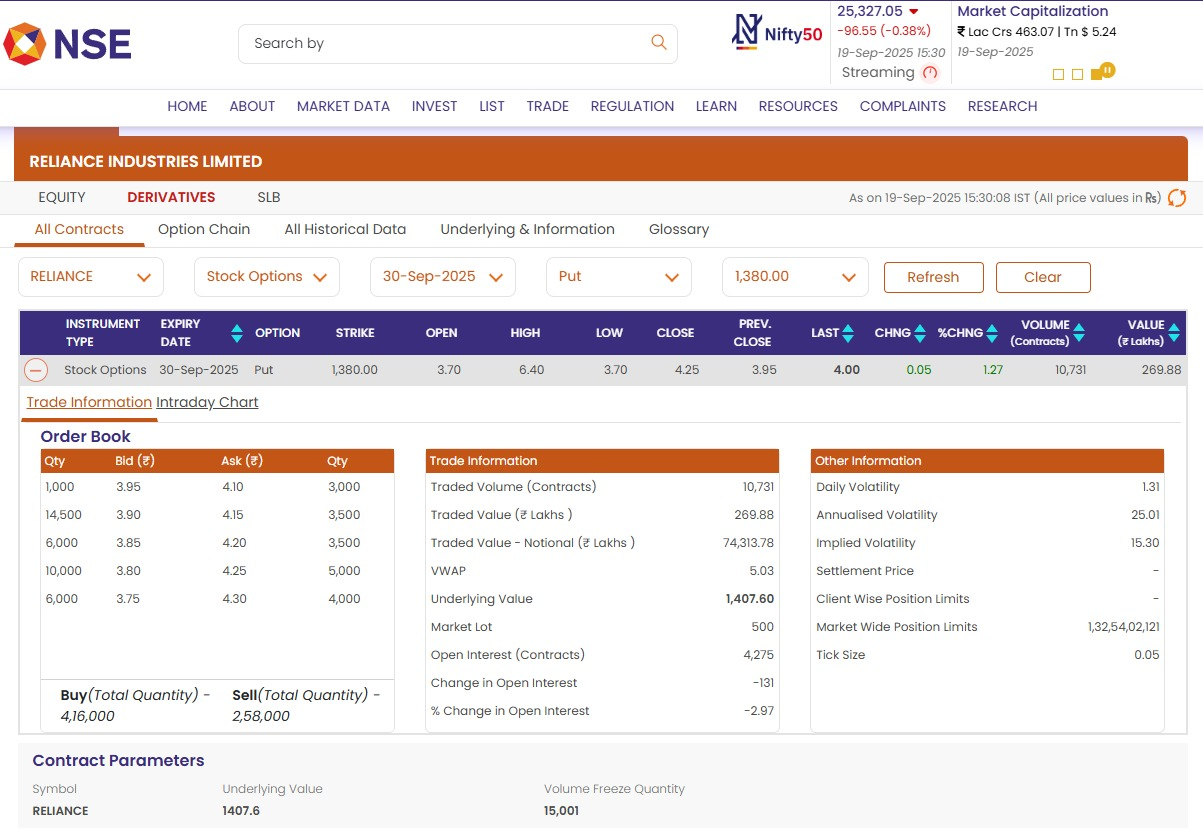 NSE
Search by
Nifty50
25,327.05
-96.55 (-0.38%)
19-Sep-2025 15:30
Streaming
Market Capitalization
₹ Lac Crs 463.07 | Tn $ 5.24
19-Sep-2025
HOME ABOUT MARKET DATA INVEST LIST TRADE REGULATION LEARN RESOURCES COMPLAINTS RESEARCH
RELIANCE INDUSTRIES LIMITED
EQUITY DERIVATIVES SLB As on 19-Sep-2025 15:30:08 IST (All price values in ₨)
All Contracts Option Chain All Historical Data Underlying & Information Glossary
RELIANCE Stock Options 30-Sep-2025 Put 1,380.00 Refresh Clear
INSTRUMENT TYPE EXPIRY DATE OPTION STRIKE OPEN HIGH LOW CLOSE PREV. CLOSE LAST CHNG %CHNG VOLUME (Contracts) VALUE (₹ Lakhs)
Stock Options 30-Sep-2025 Put 1,380.00 3.70 6.40 3.70 4.25 3.95 4.00 0.05 1.27 10,731 269.88
Trade Information Intraday Chart
Order Book
Qty Bid (₹) Ask (₹) Qty
1,000 3.95 4.10 3,000
14,500 3.90 4.15 3,500
6,000 3.85 4.20 3,500
10,000 3.80 4.25 5,000
6,000 3.75 4.30 4,000
Buy(Total Quantity) - 4,16,000
Sell(Total Quantity) - 2,58,000
Trade Information
Traded Volume (Contracts) 10,731
Traded Value (₹ Lakhs ) 269.88
Traded Value - Notional (₹ Lakhs ) 74,313.78
VWAP 5.03
Underlying Value 1,407.60
Market Lot 500
Open Interest (Contracts) 4,275
Change in Open Interest -131
% Change in Open Interest -2.97
Other Information
Daily Volatility 1.31
Annualised Volatility 25.01
Implied Volatility 15.30
Settlement Price -
Client Wise Position Limits -
Market Wide Position Limits 1,32,54,02,121
Tick Size 0.05
Contract Parameters
Symbol Underlying Value Volume Freeze Quantity
RELIANCE 1407.6 15,001